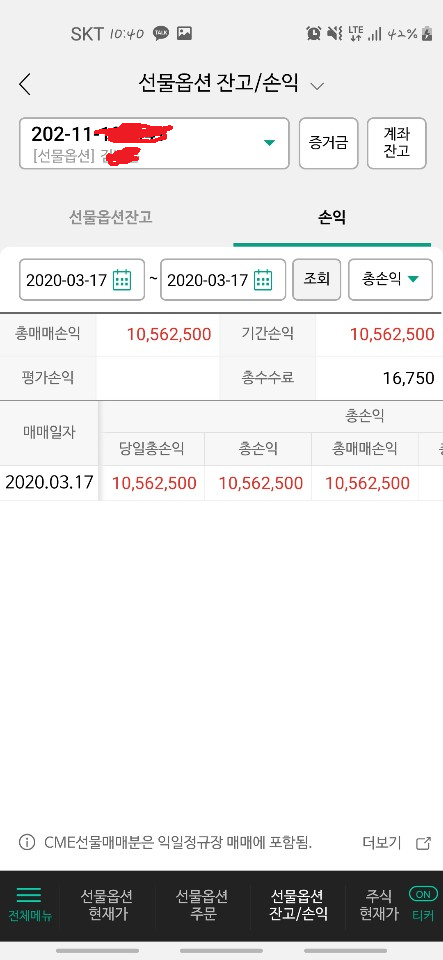 SKT 10:40 TALK LTE 42%
선물옵션 잔고/손익
202-11-
[선물옵션]
증거금
계좌
잔고
선물옵션잔고 손익
2020-03-17 ~ 2020-03-17 조회 총손익
총매매손익 10,562,500 기간손익 10,562,500
평가손익 총수수료 16,750
매매일자 총손익
당일총손익 총손익 총매매손익
2020.03.17 10,562,500 10,562,500 10,562,500
CME선물매매분은 익일정규장 매매에 포함됨. 더보기
전체메뉴
선물옵션
현재가
선물옵션
주문
선물옵션
잔고/손익
주식
현재가
ON
티커